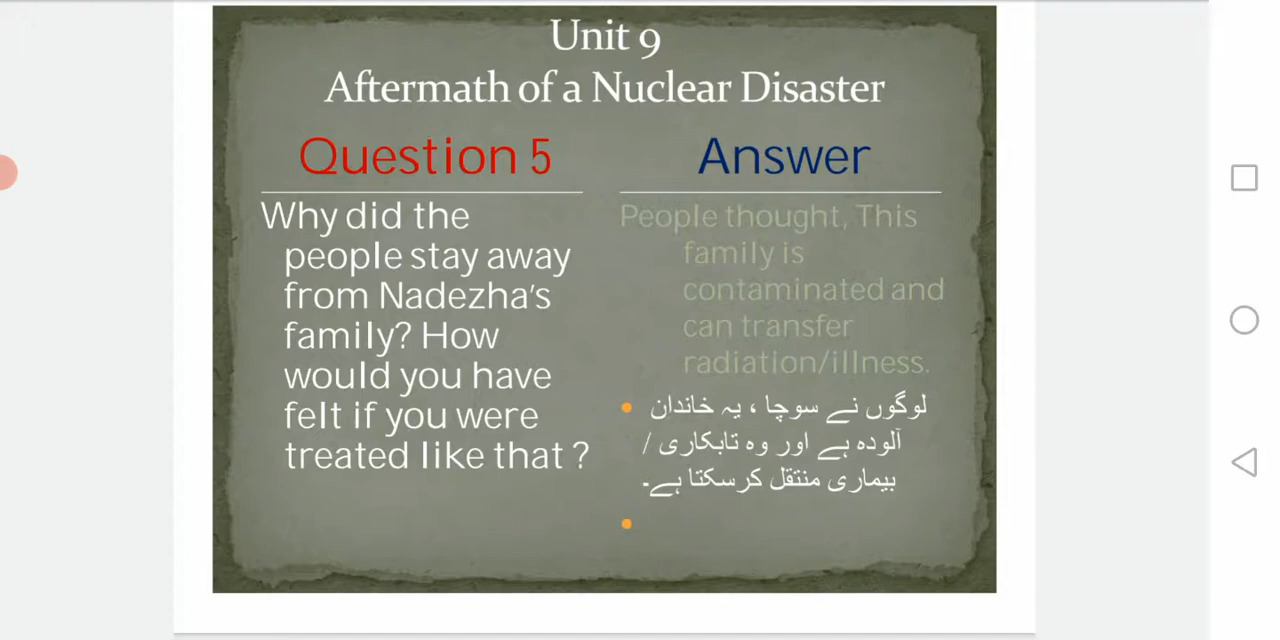 Unit 9
Aftermath of a Nuclear Disaster
Question 5
Why did the
people stay away
from Nadezha's
family? How
would you have
felt if you were
treated like that ?
Answer
People thought, This
family is
contaminated and
can transfer
radiation/illness.
لوگوں نے سوچا ، یہ خاندان
آلودہ ہے اور وہ تابکاری /
بیماری منتقل کرسکتا ہے۔